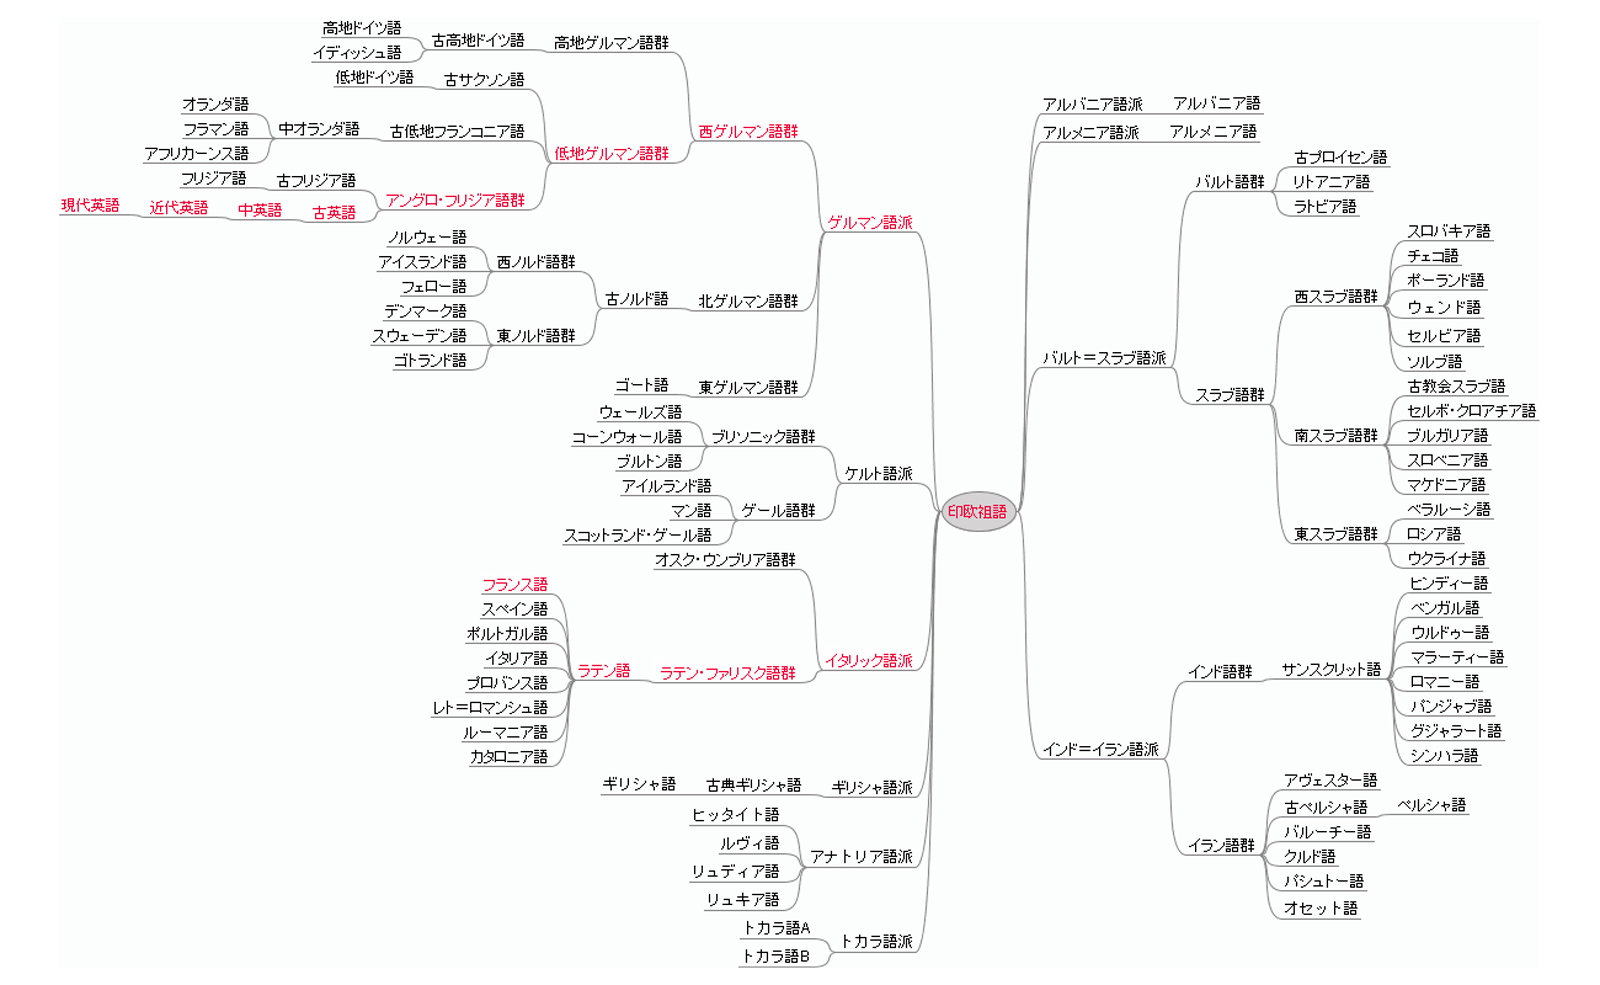 高地ドイツ語
イディッシュ語
古高地ドイツ語
高地ゲルマン語群
低地ドイツ語
古サクソン語
オランダ語
フラマン語
アフリカーンス語
中オランダ語
古低地フランコニア語
低地ゲルマン語群
西ゲルマン語群
フリジア語
古フリジア語
現代英語
近代英語
中英語
古英語
アングロ・フリジア語群
ゲルマン語派
ノルウェー語
アイスランド語
フェロー語
西ノルド語群
デンマーク語
スウェーデン語
ゴトランド語
東ノルド語群
古ノルド語
北ゲルマン語群
ゴート語
東ゲルマン語群
ウェールズ語
コーンウォール語
ブルトン語
ブリソニック語群
アイルランド語
マン語
スコットランド・ゲール語
ゲール語群
ケルト語派
オスク・ウンブリア語群
フランス語
スペイン語
ポルトガル語
イタリア語
プロバンス語
レト＝ロマンシュ語
ルーマニア語
カタロニア語
ラテン語
ラテン・ファリスク語群
イタリック語派
ギリシャ語
古典ギリシャ語
ギリシャ語派
ヒッタイト語
ルヴィ語
リュディア語
リュキア語
アナトリア語派
トカラ語A
トカラ語B
トカラ語派
印欧祖語
アルバニア語派
アルバニア語
アルメニア語派
アルメニア語
バルト＝スラブ語派
バルト語群
古プロイセン語
リトアニア語
ラトビア語
スラブ語群
西スラブ語群
スロバキア語
チェコ語
ポーランド語
ウェンド語
セルビア語
ソルブ語
南スラブ語群
古教会スラブ語
セルボ・クロアチア語
ブルガリア語
スロベニア語
マケドニア語
東スラブ語群
ベラルーシ語
ロシア語
ウクライナ語
インド＝イラン語派
インド語群
サンスクリット語
ヒンディー語
ベンガル語
ウルドゥー語
マラーティー語
ロマニー語
パンジャブ語
グジャラート語
シンハラ語
イラン語群
アヴェスター語
古ペルシャ語
ペルシャ語
バルーチー語
クルド語
パシュトー語
オセット語